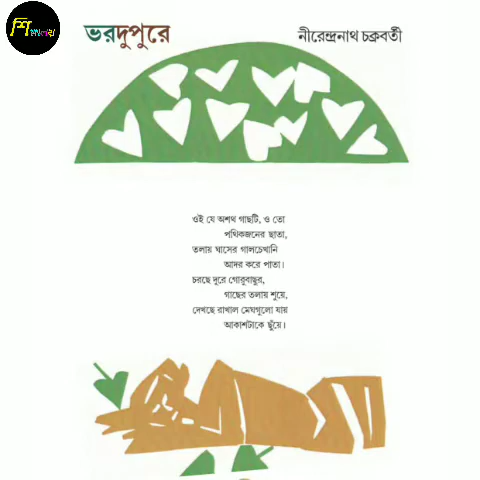 শিশালয়
ভরদুপুরে
নীরেন্দ্রনাথ চক্রবর্তী
ওই যে অশথ গাছটি, ও তো
পথিকজনের ছাতা,
তলায় ঘাসের গালচেখানি
আদর করে পাতা।
চরছে দূরে গোরুবাছুর,
গাছের তলায় শুয়ে,
দেখছে রাখাল মেঘগুলো যায়
আকাশটাকে ছুঁয়ে।